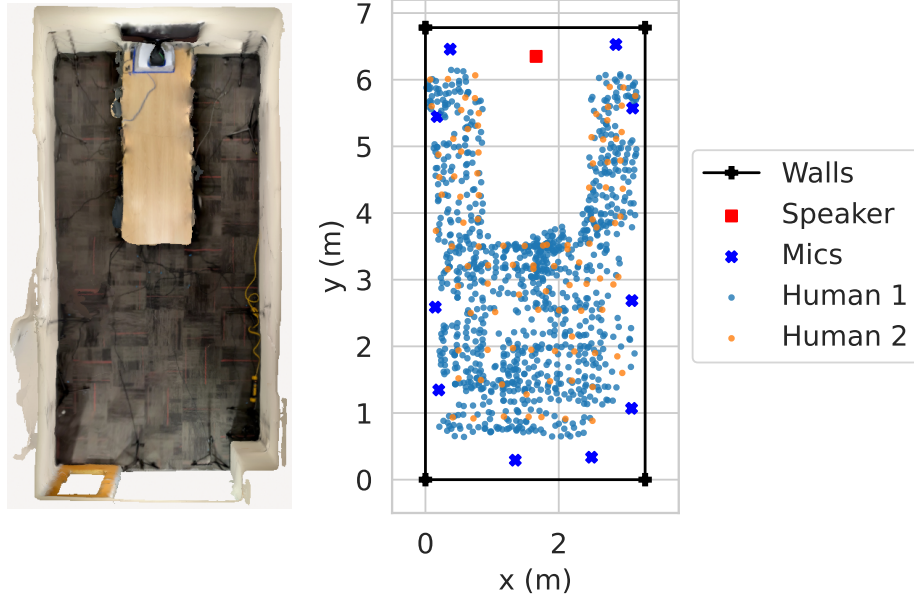 7
6
5
4
3
2
1
0
y (m)
0 2
x (m)
Walls
Speaker
Mics
Human 1
Human 2